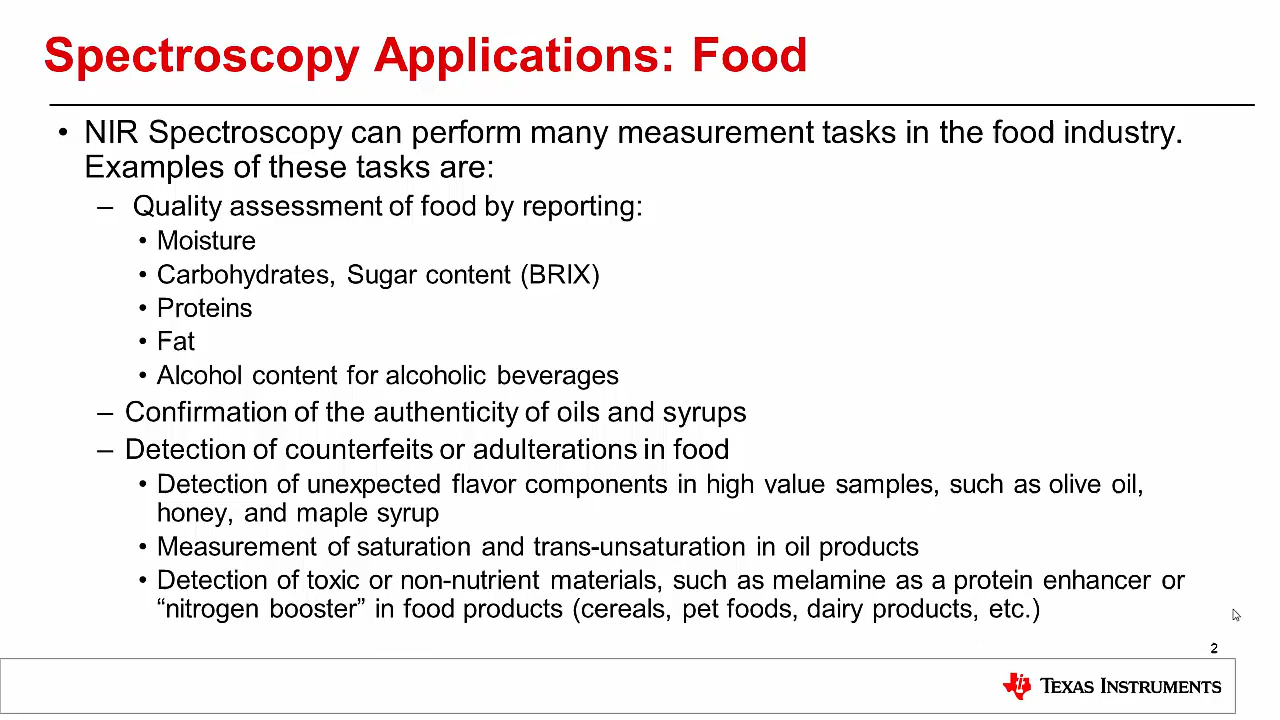 Spectroscopy Applications: Food
• NIR Spectroscopy can perform many measurement tasks in the food industry.
Examples of these tasks are:
– Quality assessment of food by reporting:
• Moisture
• Carbohydrates, Sugar content (BRIX)
• Proteins
• Fat
• Alcohol content for alcoholic beverages
– Confirmation of the authenticity of oils and syrups
– Detection of counterfeits or adulterations in food
• Detection of unexpected flavor components in high value samples, such as olive oil,
honey, and maple syrup
• Measurement of saturation and trans-unsaturation in oil products
• Detection of toxic or non-nutrient materials, such as melamine as a protein enhancer or
“nitrogen booster” in food products (cereals, pet foods, dairy products, etc.)
2
TEXAS INSTRUMENTS